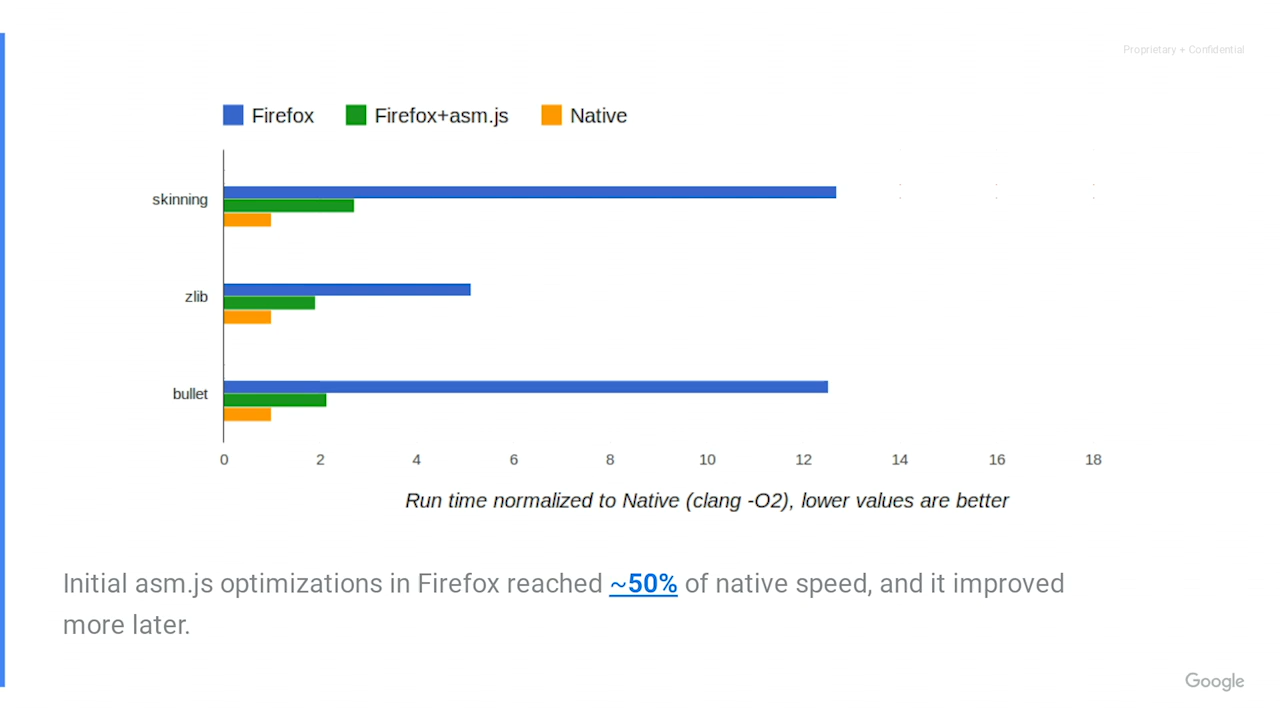 Proprietary + Confidential
Firefox Firefox+asm.js Native
skinning
zlib
bullet
0 2 4 6 8 10 12 14 16 18
Run time normalized to Native (clang -O2), lower values are better
Initial asm.js optimizations in Firefox reached ~50% of native speed, and it improved
more later.
Google